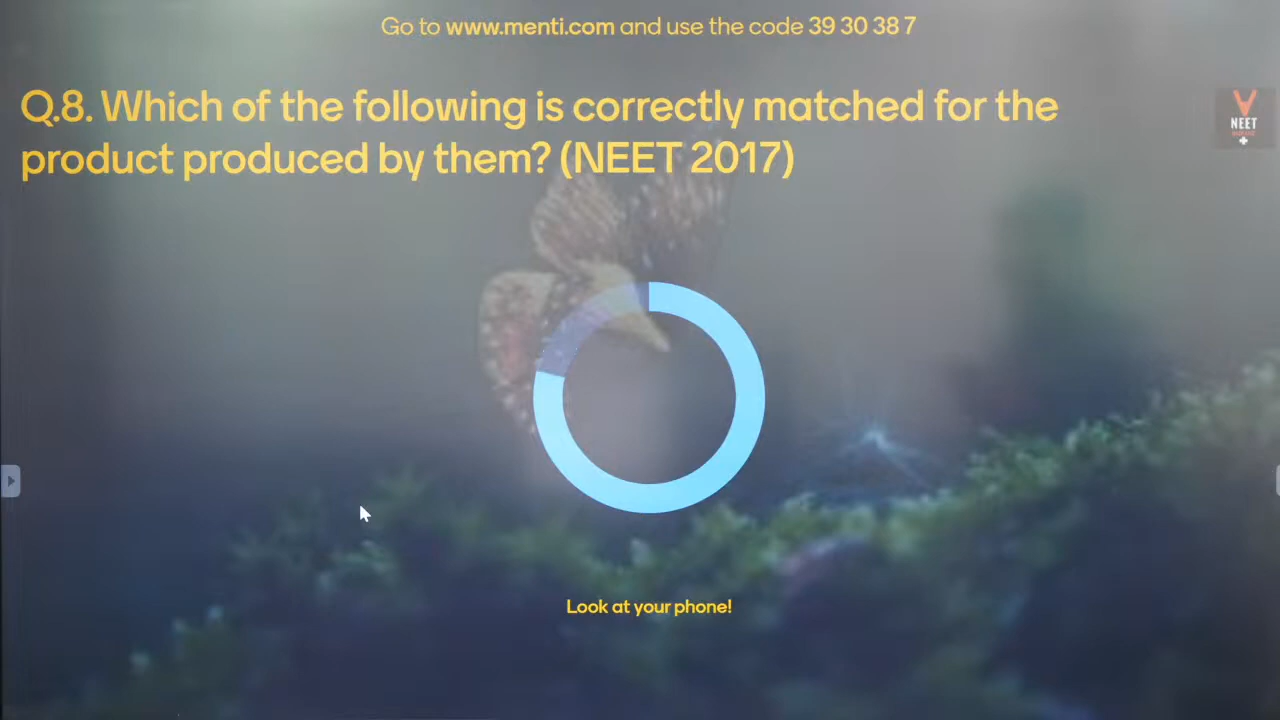 Go to www.menti.com and use the code 39 30 38 7
Q.8. Which of the following is correctly matched for the
product produced by them? (NEET 2017)
NEET
Look at your phone!